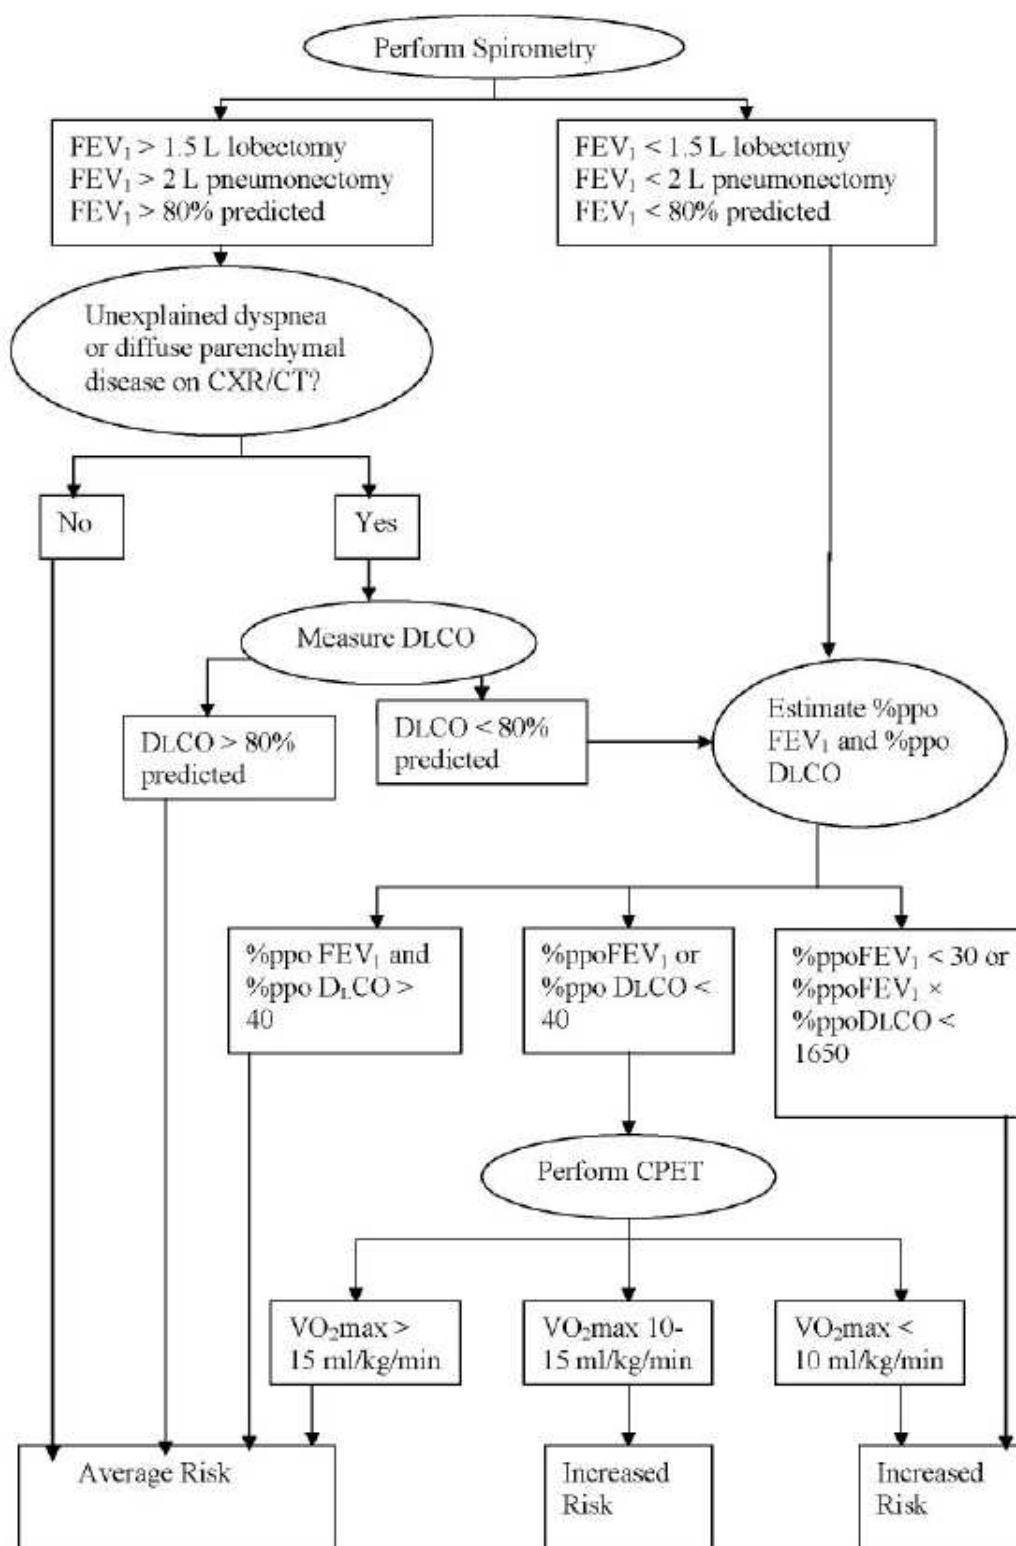 Perform Spirometry
FEV₁ > 1.5 L lobectomy
FEV₁ > 2 L pneumonectomy
FEV₁ > 80% predicted
FEV₁ < 1.5 L lobectomy
FEV₁ < 2 L pneumonectomy
FEV₁ < 80% predicted
Unexplained dyspnea
or diffuse parenchymal
disease on CXR/CT?
No
Yes
Measure DLCO
DLCO > 80%
predicted
DLCO < 80%
predicted
Estimate %ppo
FEV₁ and %ppo
DLCO
%ppo FEV₁ and
%ppo DLCO >
40
%ppoFEV₁ or
%ppo DLCO <
40
%ppoFEV₁ < 30 or
%ppoFEV₁ ×
%ppoDLCO <
1650
Perform CPET
VO₂max >
15 ml/kg/min
VO₂max 10-
15 ml/kg/min
VO₂max <
10 ml/kg/min
Average Risk
Increased
Risk
Increased
Risk